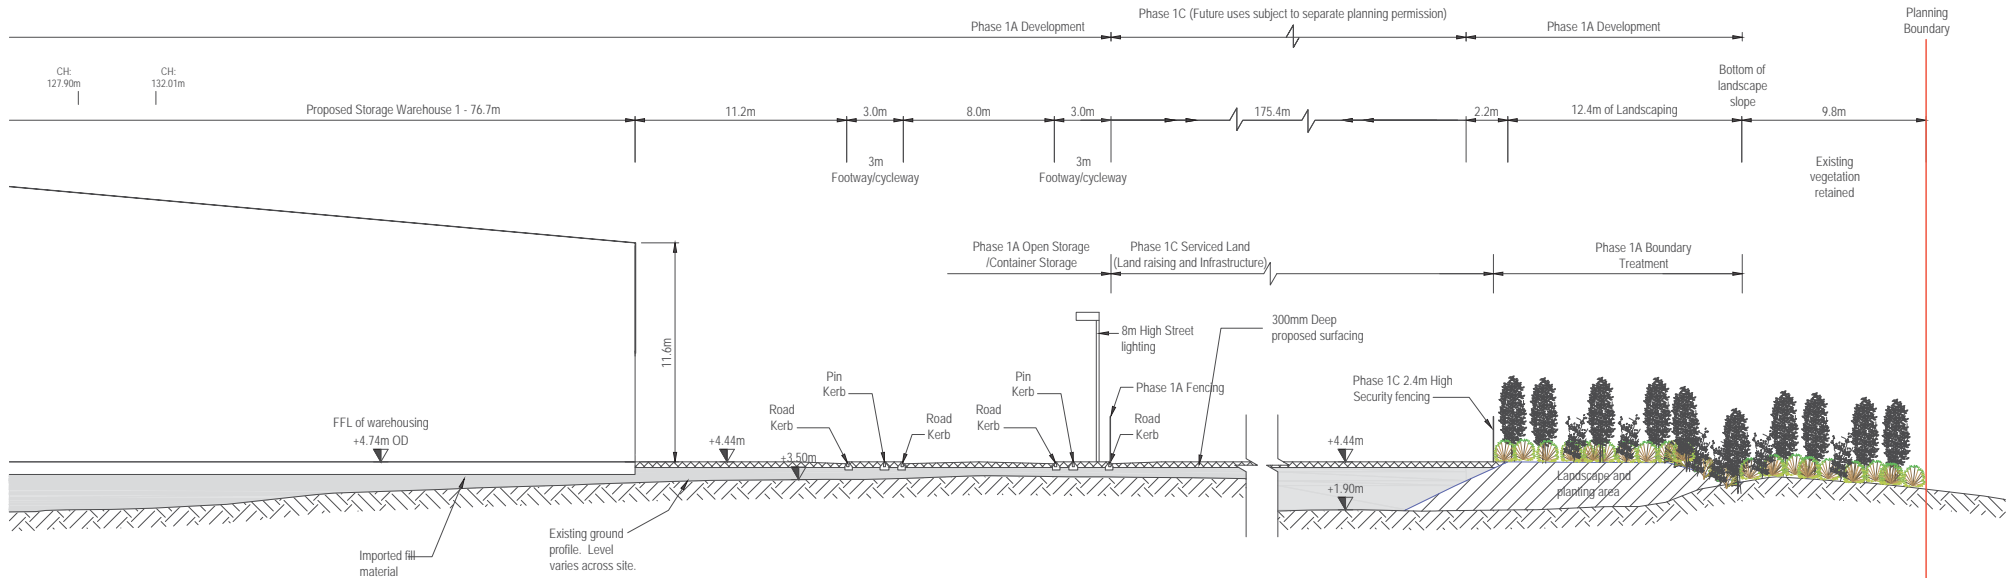 Phase 1A Development
Phase 1C (Future uses subject to separate planning permission)
Phase 1A Development
Planning
Boundary
CH:
127.90m
CH:
132.01m
Bottom of
landscape
slope
Proposed Storage Warehouse 1 - 76.7m
11.2m
3.0m
8.0m
3.0m
175.4m
2.2m
12.4m of Landscaping
9.8m
3m
Footway/cycleway
3m
Footway/cycleway
Existing
vegetation
retained
Phase 1A Open Storage
/Container Storage
Phase 1C Serviced Land
(Land raising and Infrastructure)
Phase 1A Boundary
Treatment
11.6m
8m High Street
lighting
300mm Deep
proposed surfacing
Pin
Kerb
Pin
Kerb
Phase 1A Fencing
Phase 1C 2.4m High
Security fencing
Road
Kerb
Road
Kerb
Road
Kerb
Road
Kerb
FFL of warehousing
+4.74m OD
+4.44m
+3.50m
+4.44m
+1.90m
Landscape and
planting area
Existing ground
profile. Level
varies across site.
Imported fill
material